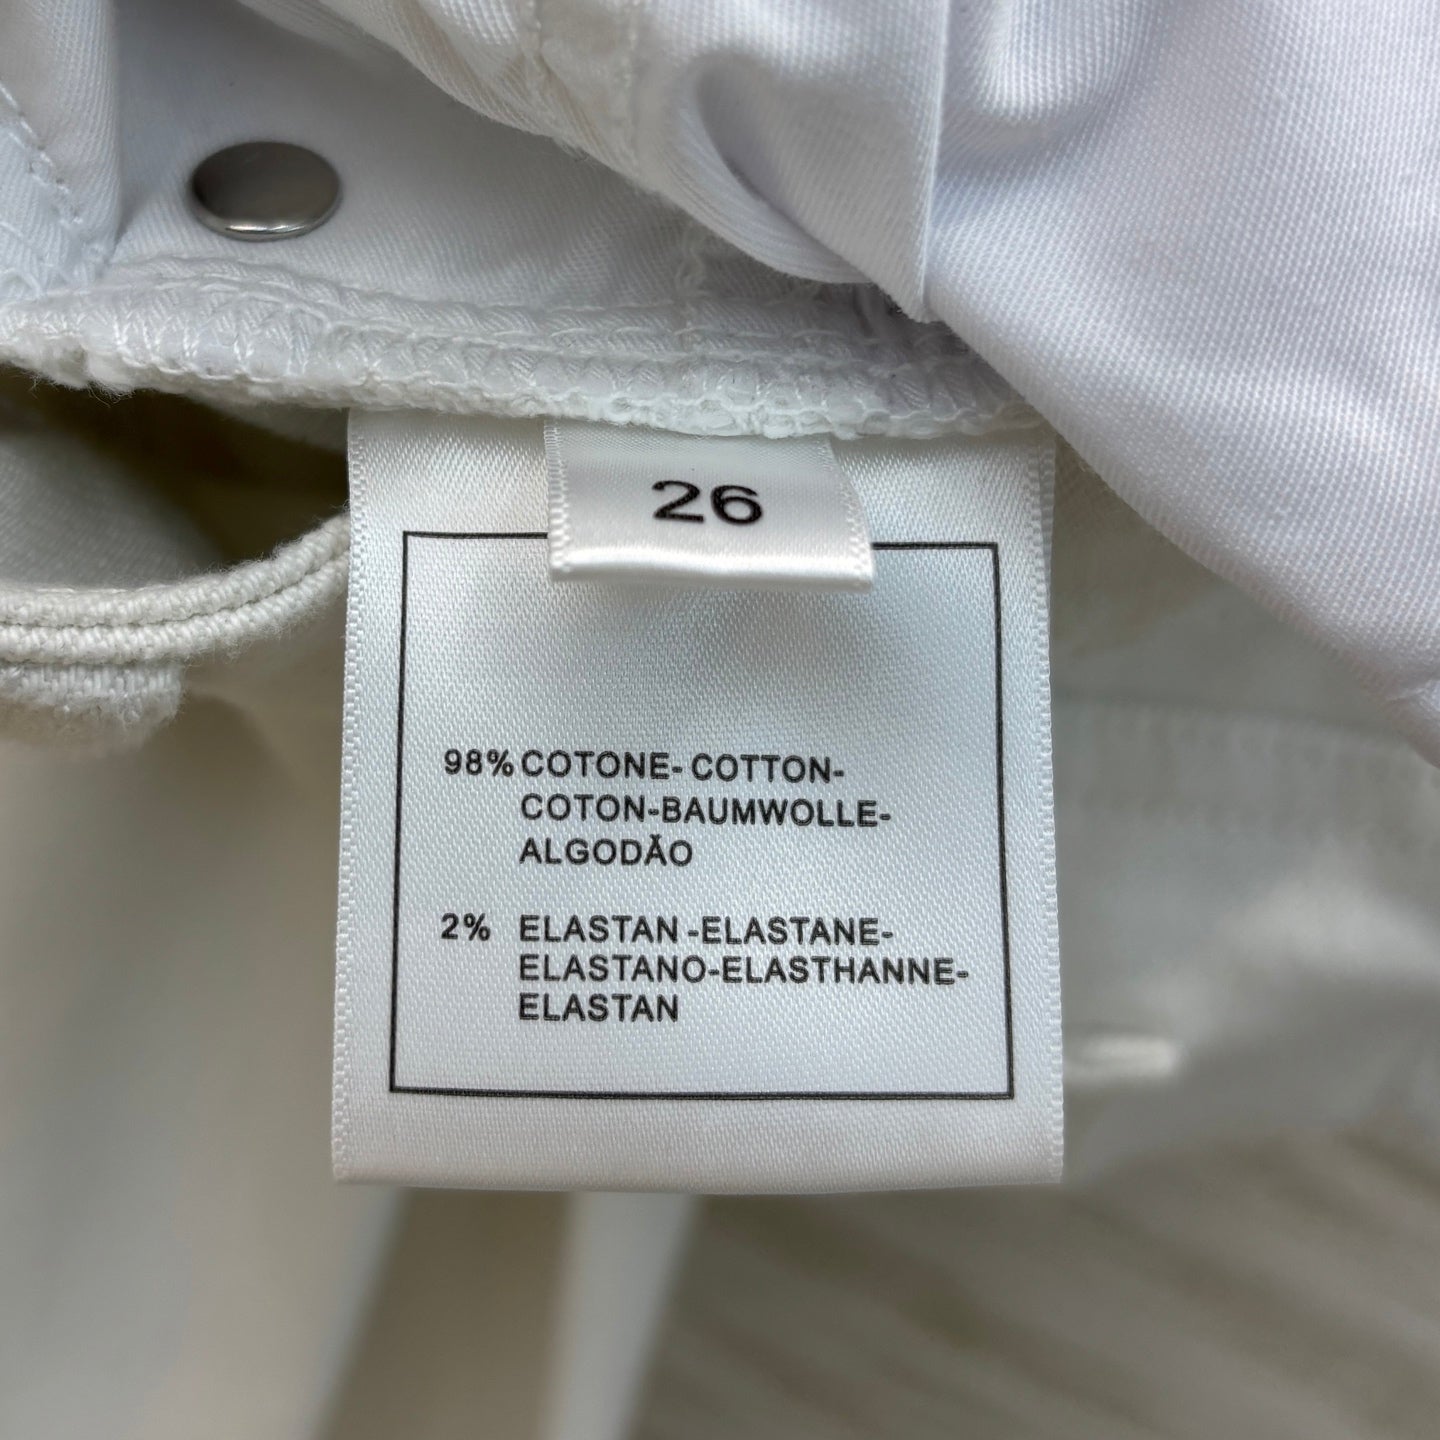 26
98% COTONE- COTTON-
COTON-BAUMWOLLE-
ALGODÃO
2% ELASTAN -ELASTANE-
ELASTANO-ELASTHANNE-
ELASTAN